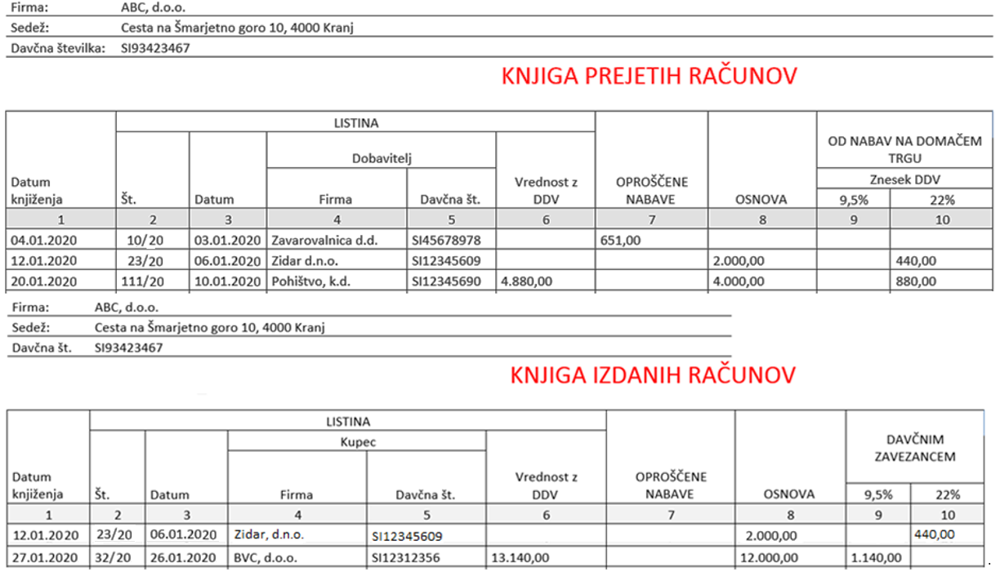 Firma: ABC, d.o.o.
Sedež: Cesta na Šmarjetno goro 10, 4000 Kranj
Davčna številka: SI93423467
KNJIGA PREJETIH RAČUNOV
LISTINA
OD NABAV NA DOMAČEM
TRGU
Dobavitelj
Datum
knjiženja
Št.
Datum
Firma
Davčna št.
Vrednost z
DDV
OPROŠČENE
NABAVE
OSNOVA
Znesek DDV
9,5% 22%
1 2 3 4 5 6 7 8 9 10
04.01.2020 10/20 03.01.2020 Zavarovalnica d.d. SI45678978 651,00
12.01.2020 23/20 06.01.2020 Zidar d.n.o. SI12345609 2.000,00 440,00
20.01.2020 111/20 10.01.2020 Pohištvo, k.d. SI12345690 4.880,00 4.000,00 880,00
Firma: ABC, d.o.o.
Sedež: Cesta na Šmarjetno goro 10, 4000 Kranj
Davčna št. SI93423467
KNJIGA IZDANIH RAČUNOV
LISTINA
Kupec
DAVČNIM
ZAVEZANCEM
Datum
knjiženja
Št.
Datum
Firma
Davčna št.
Vrednost z
DDV
OPROŠČENE
NABAVE
OSNOVA
9,5% 22%
1 2 3 4 5 6 7 8 9 10
12.01.2020 23/20 06.01.2020 Zidar, d.n.o. SI12345609 2.000,00 440,00
27.01.2020 32/20 26.01.2020 BVC, d.o.o. SI12312356 13.140,00 12.000,00 1.140,00
.